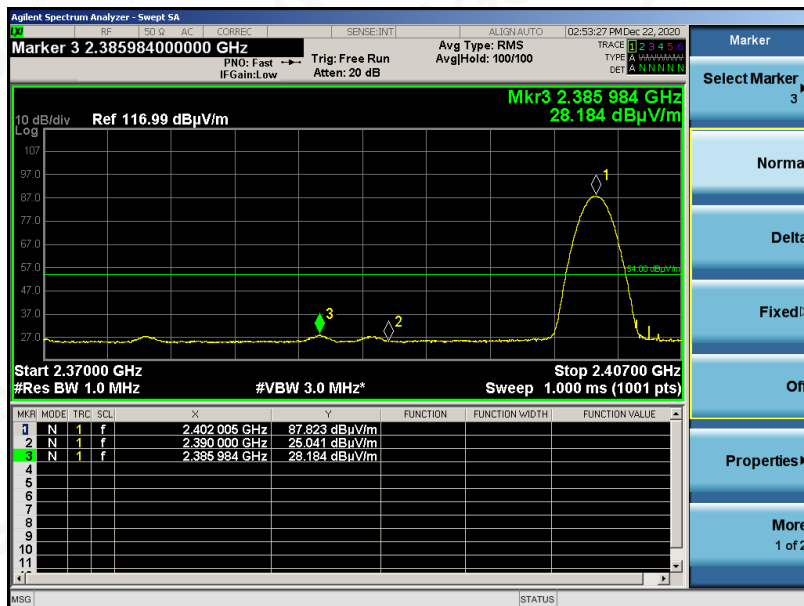 Agilent Spectrum Analyzer - Swept SA
LXI RF 50 Ω AC CORREC SENSE:INT ALIGN AUTO 02:53:27 PM Dec 22, 2020
Marker 3 2.385984000000 GHz
PNO: Fast
IFGain:Low
Trig: Free Run
Atten: 20 dB
Avg Type: RMS
Avg|Hold: 100/100
TRACE 1 2 3 4 5 6
TYPE A WWWWW
DET A N N N N N
Mkr3 2.385 984 GHz
28.184 dBµV/m
10 dB/div Ref 116.99 dBµV/m
Log
107
97.0
87.0
77.0
67.0
57.0
47.0
37.0
27.0
1
2
3
54.00 dBµV/m
Start 2.37000 GHz Stop 2.40700 GHz
#Res BW 1.0 MHz #VBW 3.0 MHz* Sweep 1.000 ms (1001 pts)
MKR MODE TRC SCL X Y FUNCTION FUNCTION WIDTH FUNCTION VALUE
1 N 1 f 2.402 005 GHz 87.823 dBµV/m
2 N 1 f 2.390 000 GHz 25.041 dBµV/m
3 N 1 f 2.385 984 GHz 28.184 dBµV/m
4
5
6
7
8
9
10
11
MSG STATUS
Marker
Select Marker
3
Norma
Delta
Fixed
Of
Properties
More
1 of 2